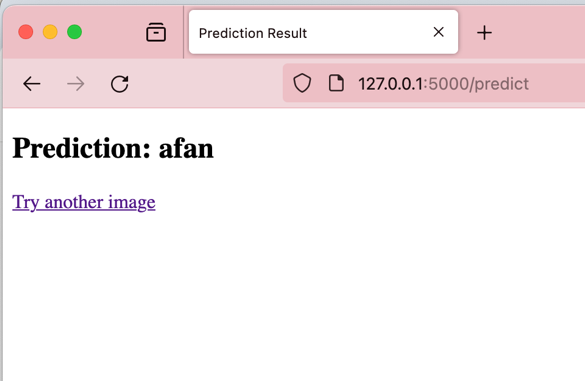 Prediction Result
127.0.0.1:5000/predict
Prediction: afan
Try another image